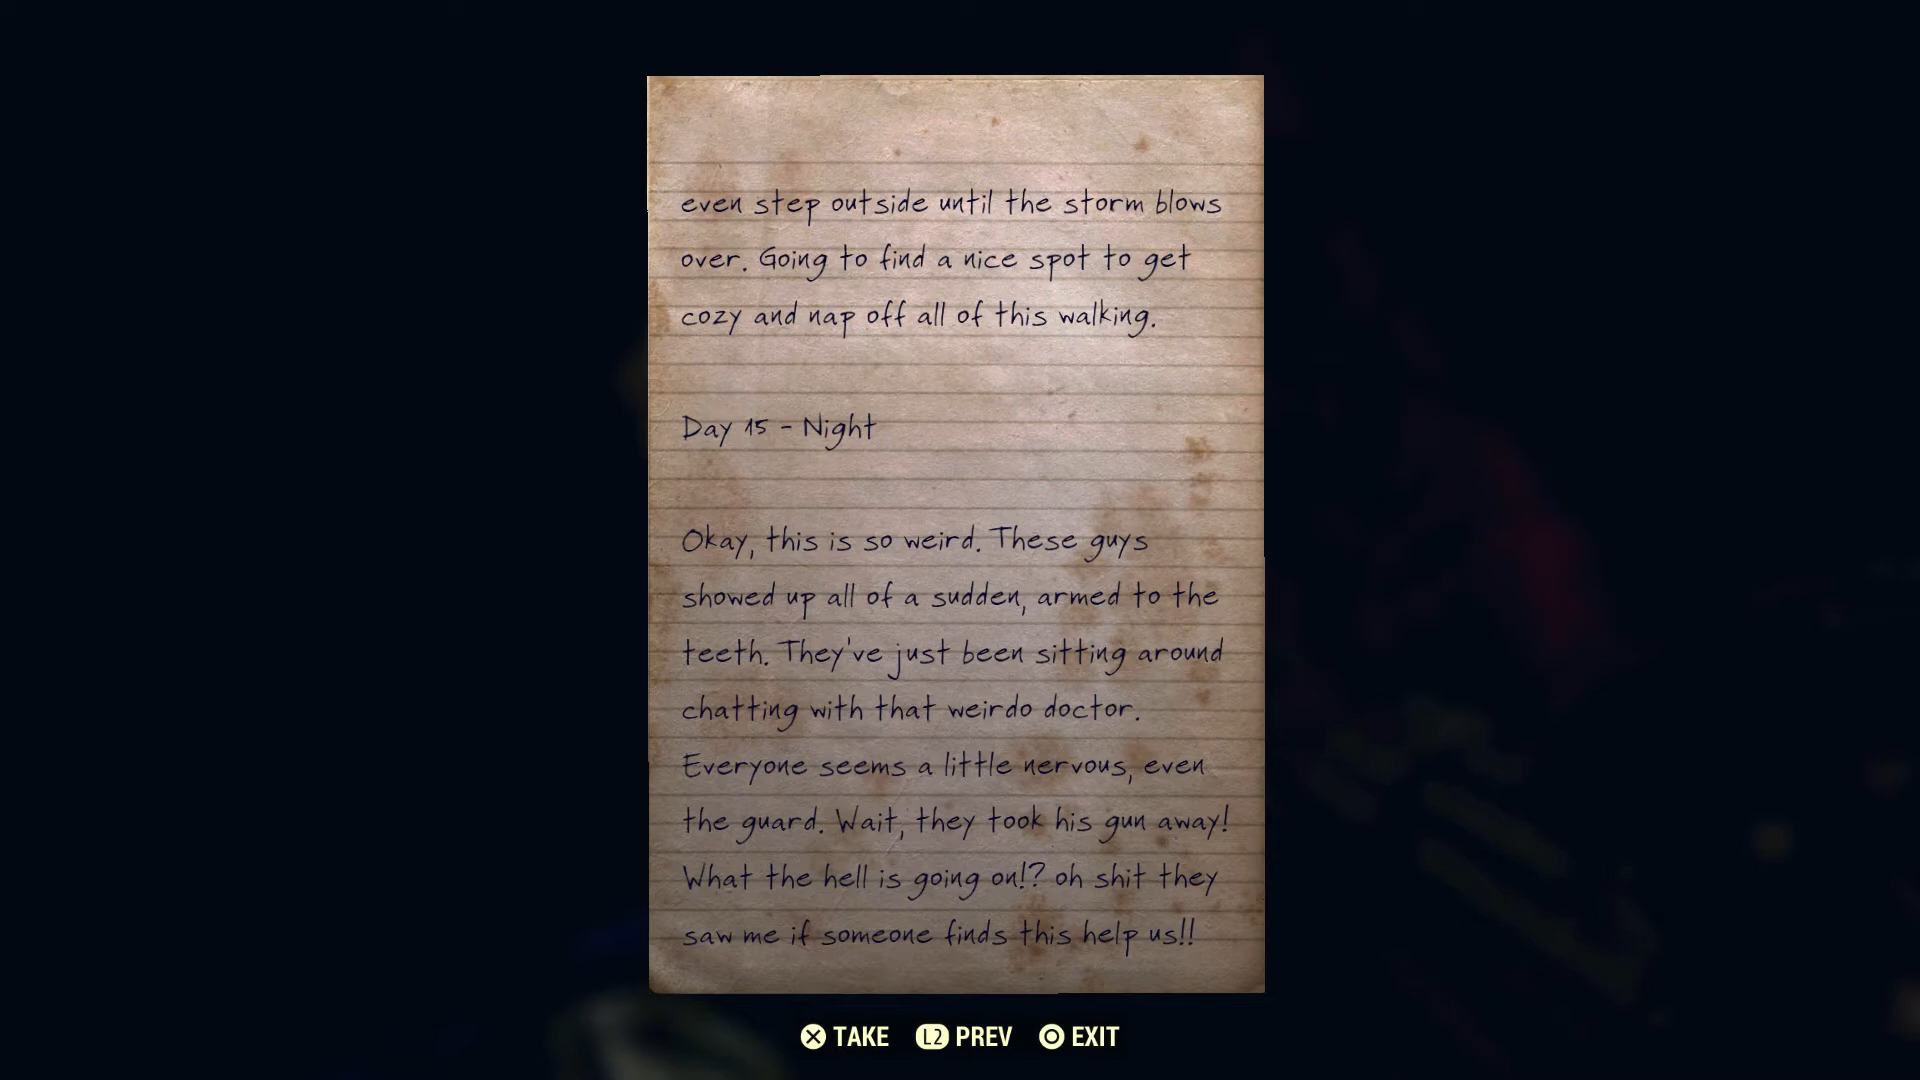 even step outside until the storm blows
over. Going to find a nice spot to get
cozy and nap off all of this walking.
Day 15 - Night
Okay, this is so weird. These guys
showed up all of a sudden, armed to the
teeth. They've just been sitting around
chatting with that weirdo doctor.
Everyone seems a little nervous, even
the guard. Wait, they took his gun away!
What the hell is going on!? oh shit they
saw me if someone finds this help us!!
TAKE L2 PREV EXIT